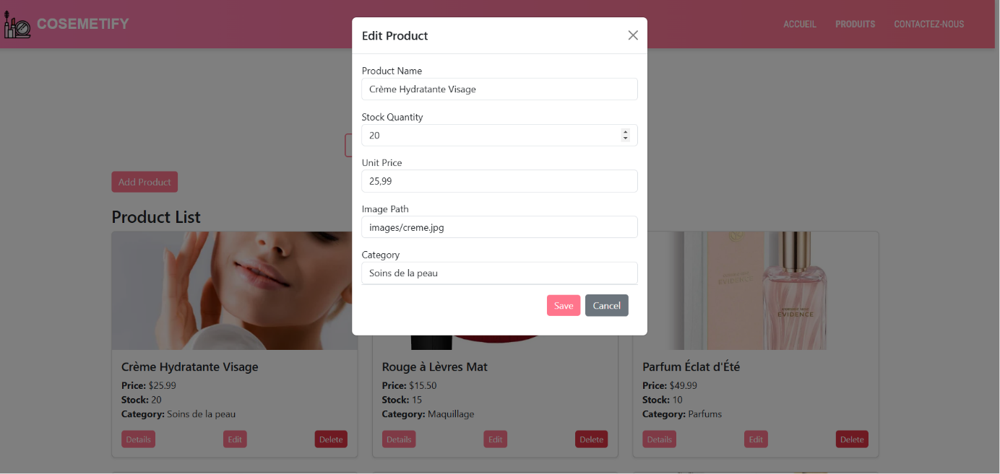 COSEMETIFY
ACCUEIL PRODUITS CONTACTEZ-NOUS
Edit Product
Product Name
Crème Hydratante Visage
Stock Quantity
20
Unit Price
25,99
Image Path
images/creme.jpg
Category
Soins de la peau
Save Cancel
Add Product
Product List
EVIDENCE
EVIDENCE
Crème Hydratante Visage
Price: $25.99
Stock: 20
Category: Soins de la peau
Details Edit Delete
Rouge à Lèvres Mat
Price: $15.50
Stock: 15
Category: Maquillage
Details Edit Delete
Parfum Éclat d'Été
Price: $49.99
Stock: 10
Category: Parfums
Details Edit Delete